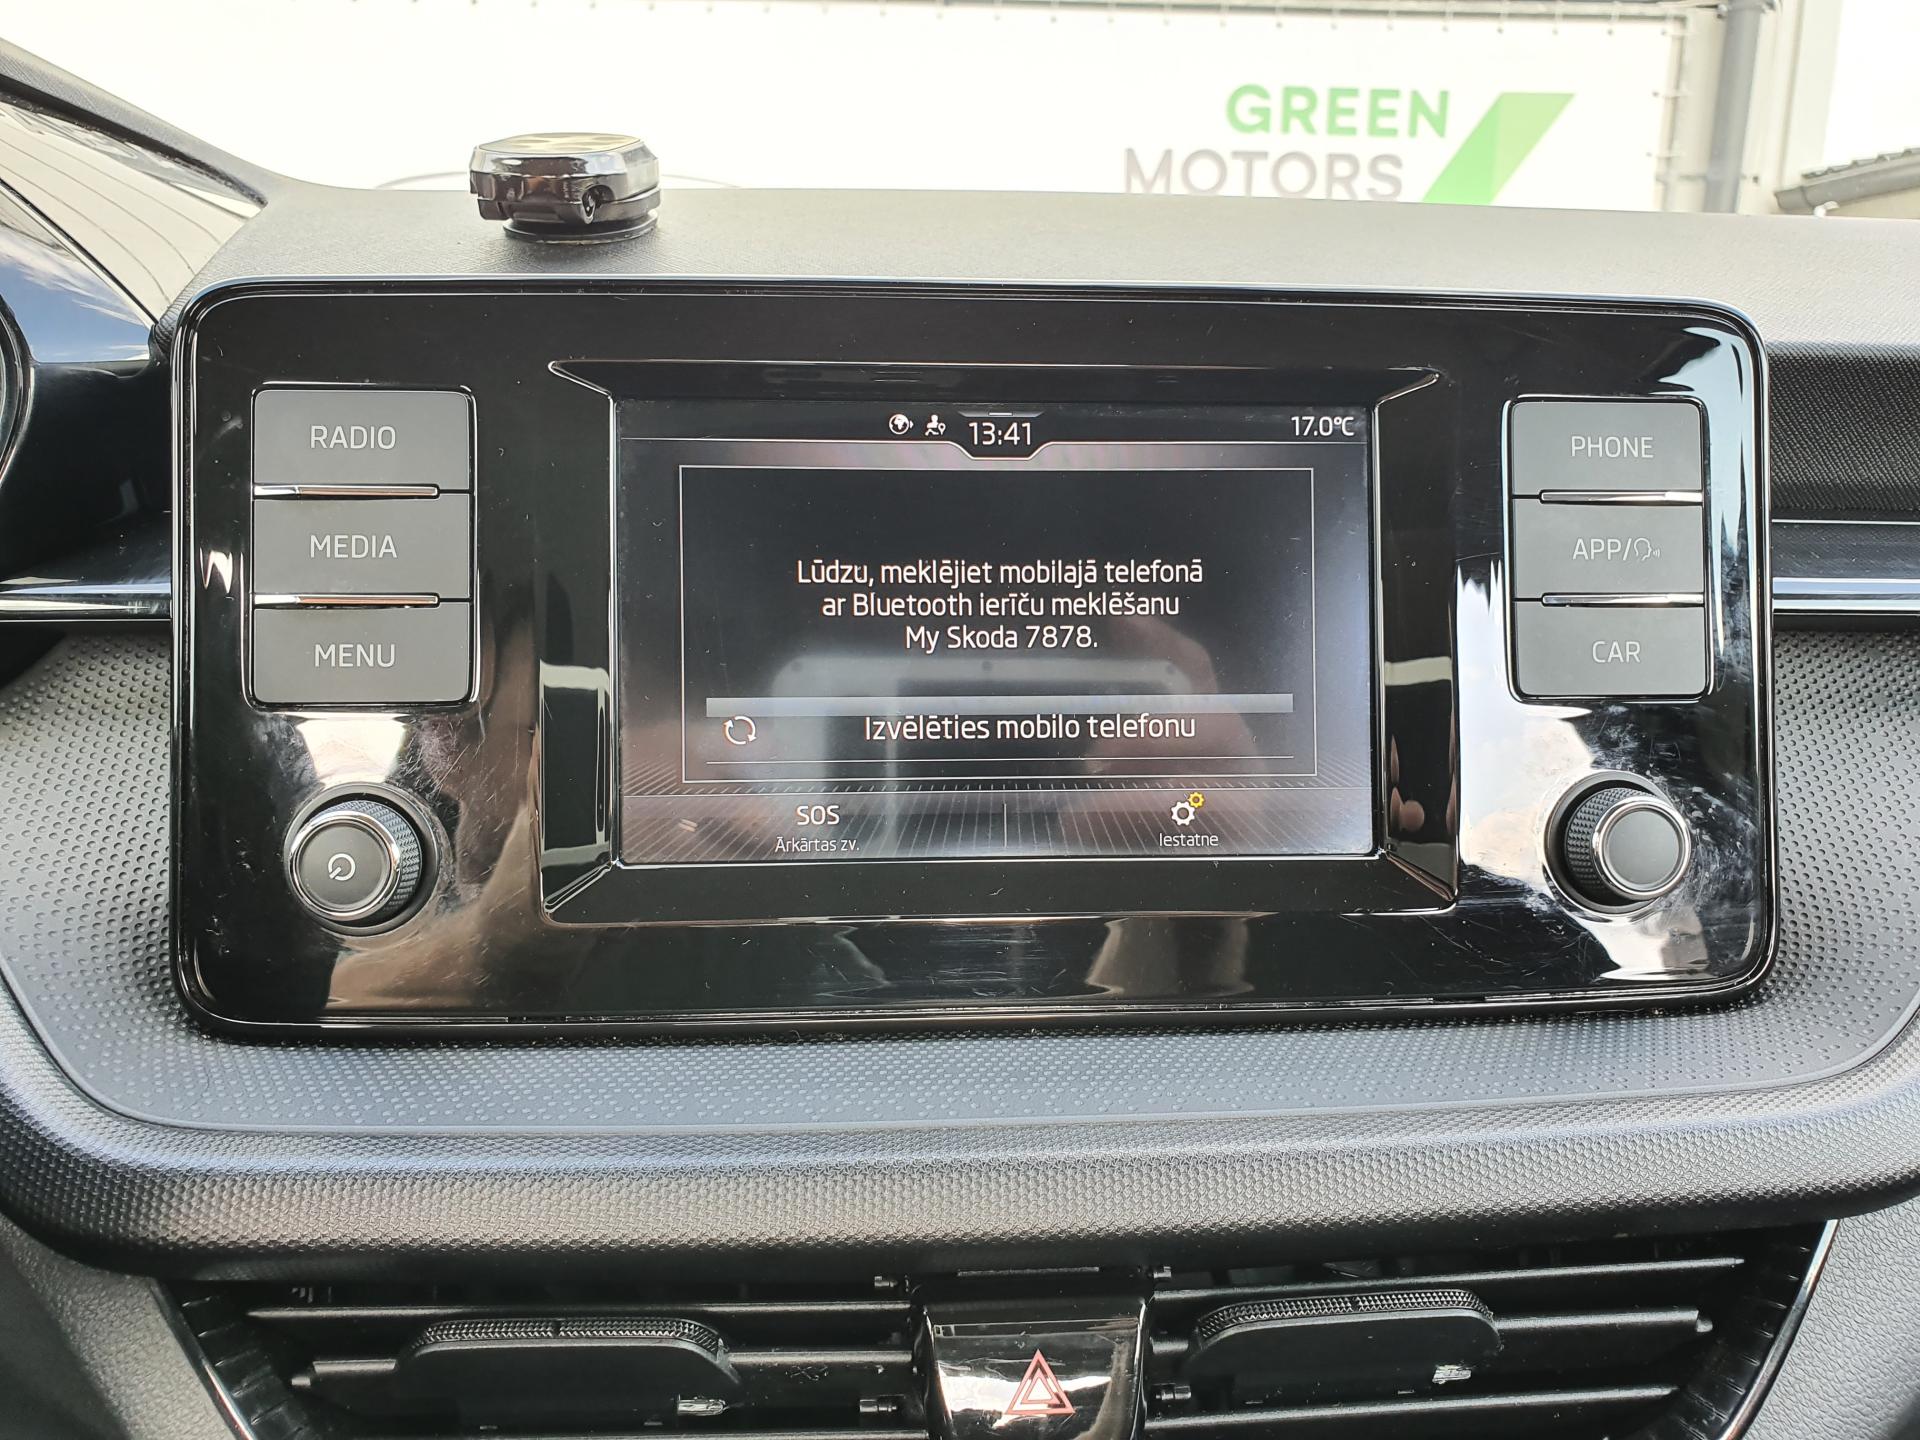 GREEN
MOTORS
RADIO
MEDIA
MENU
13:41
17.0°C
Lūdzu, meklējiet mobilajā telefonā
ar Bluetooth ierīču meklēšanu
My Skoda 7878.
Izvēlēties mobilo telefonu
SOS
Ārkārtas zv.
Iestatne
PHONE
APP/
CAR